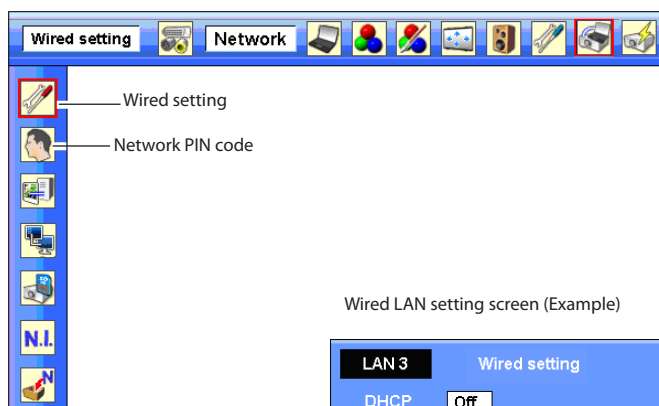 Wired setting
Network
Wired setting
Network PIN code
N.I.
N
Wired LAN setting screen (Example)
LAN 3
Wired setting
DHCP
Off